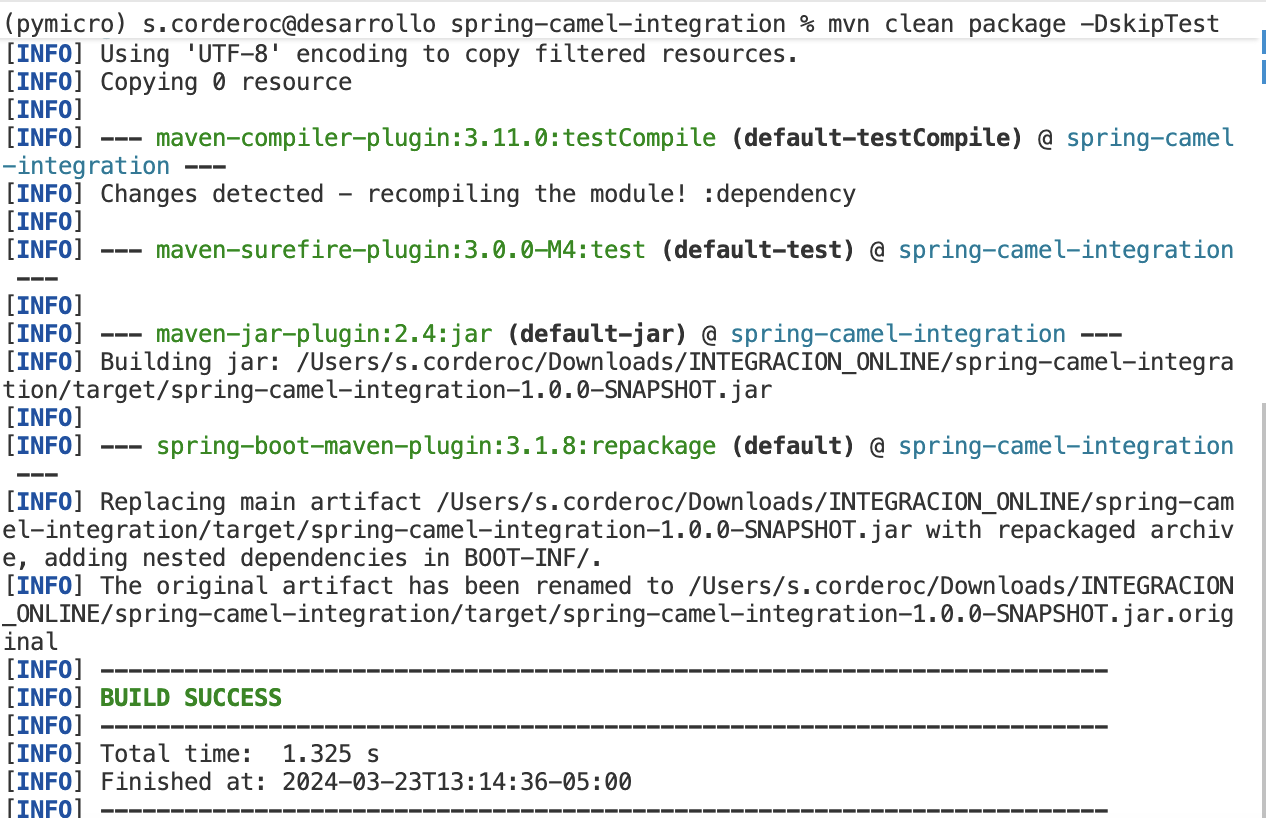 (pymicro) s.corderoc@desarrollo spring-camel-integration % mvn clean package -DskipTest
[INFO] Using 'UTF-8' encoding to copy filtered resources.
[INFO] Copying 0 resource
[INFO]
[INFO] --- maven-compiler-plugin:3.11.0:testCompile (default-testCompile) @ spring-camel
-integration ---
[INFO] Changes detected - recompiling the module! :dependency
[INFO]
[INFO] --- maven-surefire-plugin:3.0.0-M4:test (default-test) @ spring-camel-integration
---
[INFO]
[INFO] --- maven-jar-plugin:2.4:jar (default-jar) @ spring-camel-integration ---
[INFO] Building jar: /Users/s.corderoc/Downloads/INTEGRACION_ONLINE/spring-camel-integra
tion/target/spring-camel-integration-1.0.0-SNAPSHOT.jar
[INFO]
[INFO] --- spring-boot-maven-plugin:3.1.8:repackage (default) @ spring-camel-integration
---
[INFO] Replacing main artifact /Users/s.corderoc/Downloads/INTEGRACION_ONLINE/spring-cam
el-integration/target/spring-camel-integration-1.0.0-SNAPSHOT.jar with repackaged archiv
e, adding nested dependencies in BOOT-INF/.
[INFO] The original artifact has been renamed to /Users/s.corderoc/Downloads/INTEGRACION
_ONLINE/spring-camel-integration/target/spring-camel-integration-1.0.0-SNAPSHOT.jar.orig
inal
[INFO] ------------------------------------------------------------------------
[INFO] BUILD SUCCESS
[INFO] ------------------------------------------------------------------------
[INFO] Total time:  1.325 s
[INFO] Finished at: 2024-03-23T13:14:36-05:00
[INFO] ------------------------------------------------------------------------